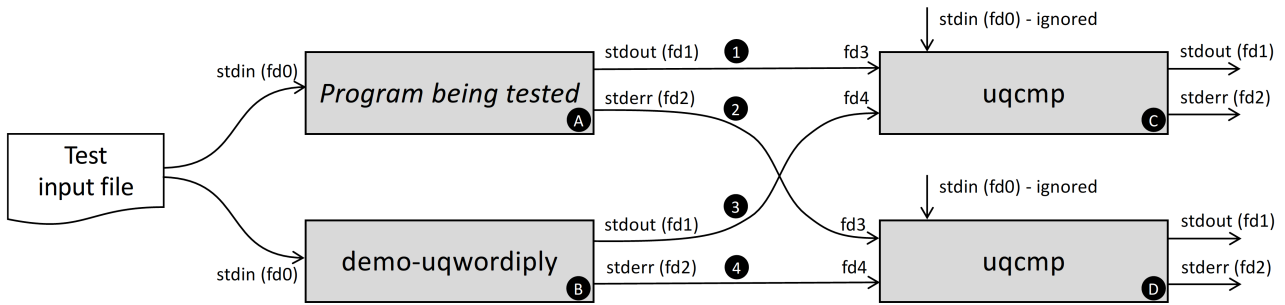 stdin (fd0) - ignored
stdout (fd1) 1 fd3
stdout (fd1)
stdin (fd0)
Program being tested
uqcmp
stderr (fd2) 2 fd4
stderr (fd2)
A
C
Test
input file
stdin (fd0) - ignored
3
stdout (fd1) fd3
stdout (fd1)
demo-uqwordiply
uqcmp
stdin (fd0)
stderr (fd2) 4 fd4
stderr (fd2)
B
D